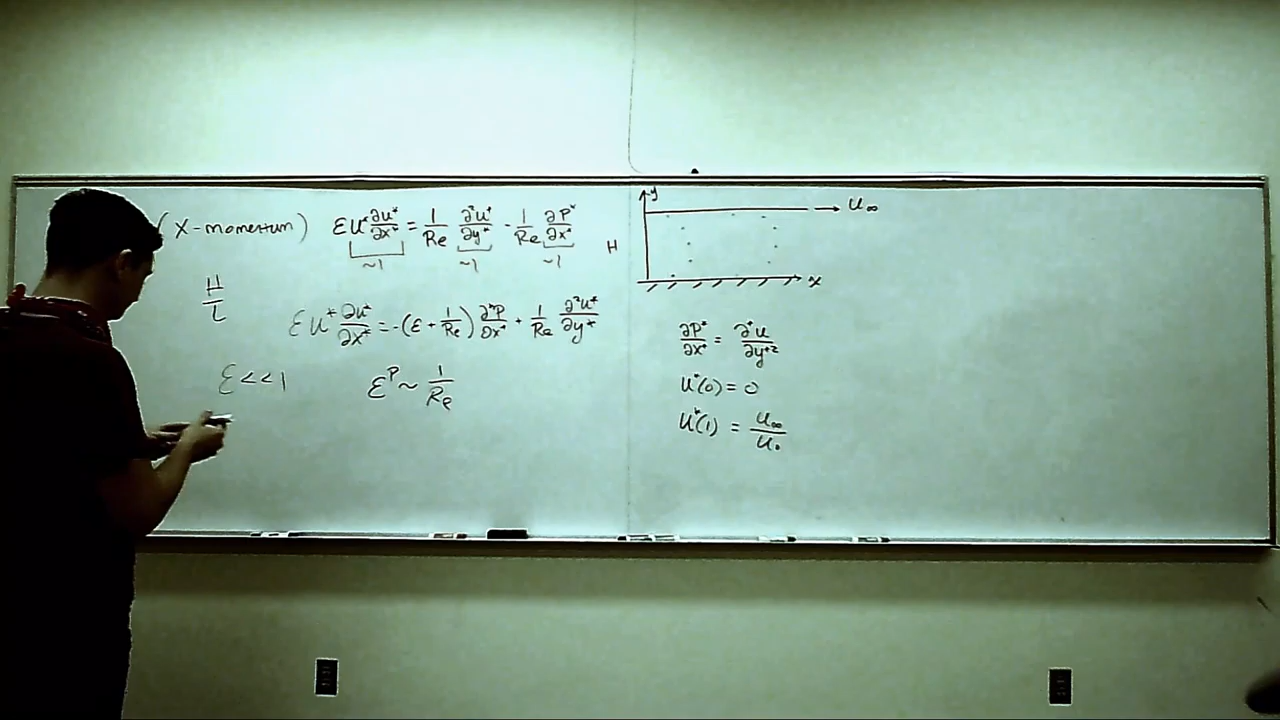 (X-momentum) εu* ∂u*/∂x* = 1/Re ∂²u*/∂y* - 1/Re ∂P*/∂x*
~1 ~1 ~1
H/L
εu* ∂u*/∂x* = -(ε + 1/Re) ∂*P/∂x* + 1/Re ∂²u*/∂y*
ε<<1 ε^P ~ 1/Re
y
u∞
H
x
∂P*/∂x* = ∂²u/∂y*²
u*(0) = 0
u*(1) = u∞/u₀